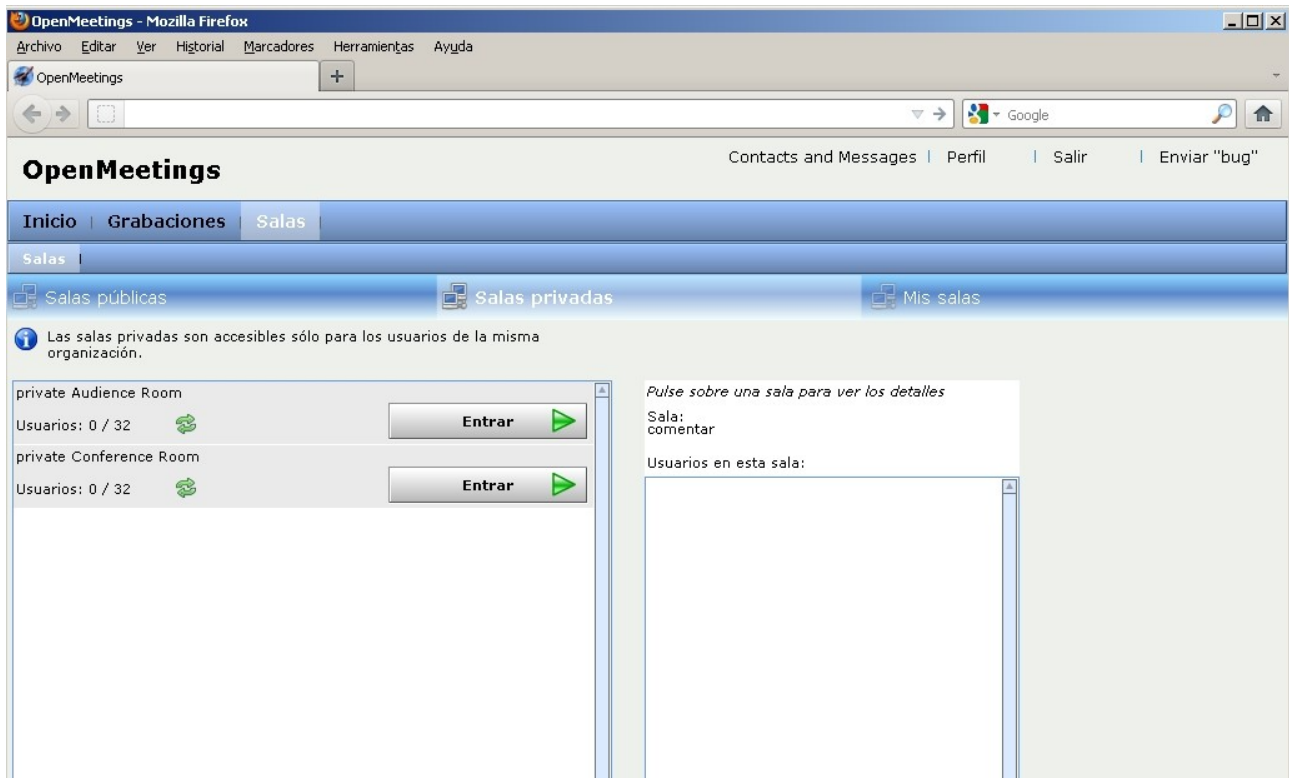 OpenMeetings - Mozilla Firefox
Archivo Editar Ver Historial Marcadores Herramientas Ayuda
OpenMeetings
Google
OpenMeetings
Contacts and Messages | Perfil | Salir | Enviar "bug"
Inicio | Grabaciones | Salas |
Salas |
Salas públicas Salas privadas Mis salas
Las salas privadas son accesibles sólo para los usuarios de la misma
organización.
private Audience Room
Usuarios: 0 / 32 Entrar
private Conference Room
Usuarios: 0 / 32 Entrar
Pulse sobre una sala para ver los detalles
Sala:
comentar
Usuarios en esta sala: